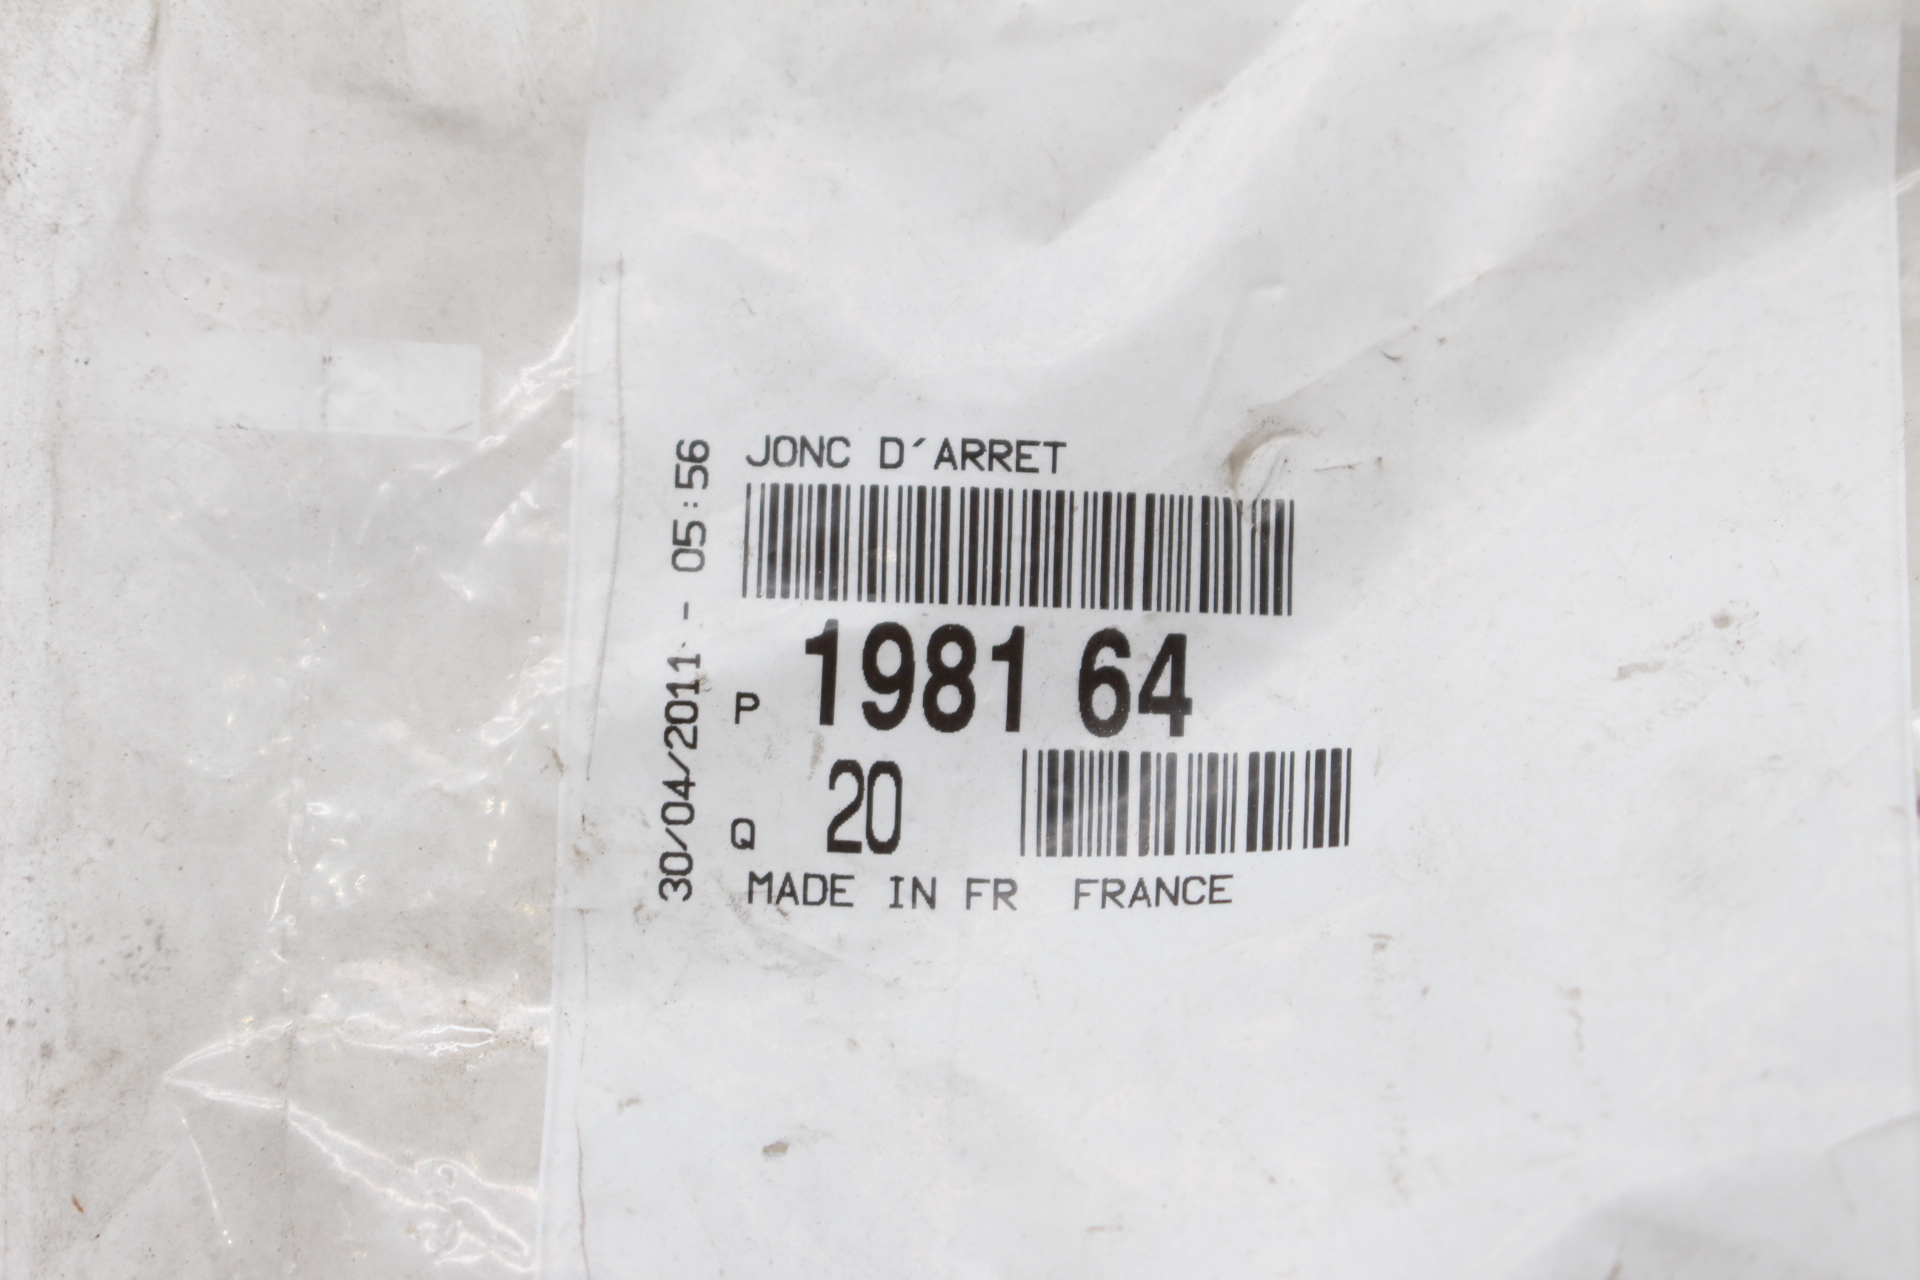 JONC D´ARRET
P 1981 64
Q 20
MADE IN FR FRANCE
30/04/2011 - 05:56